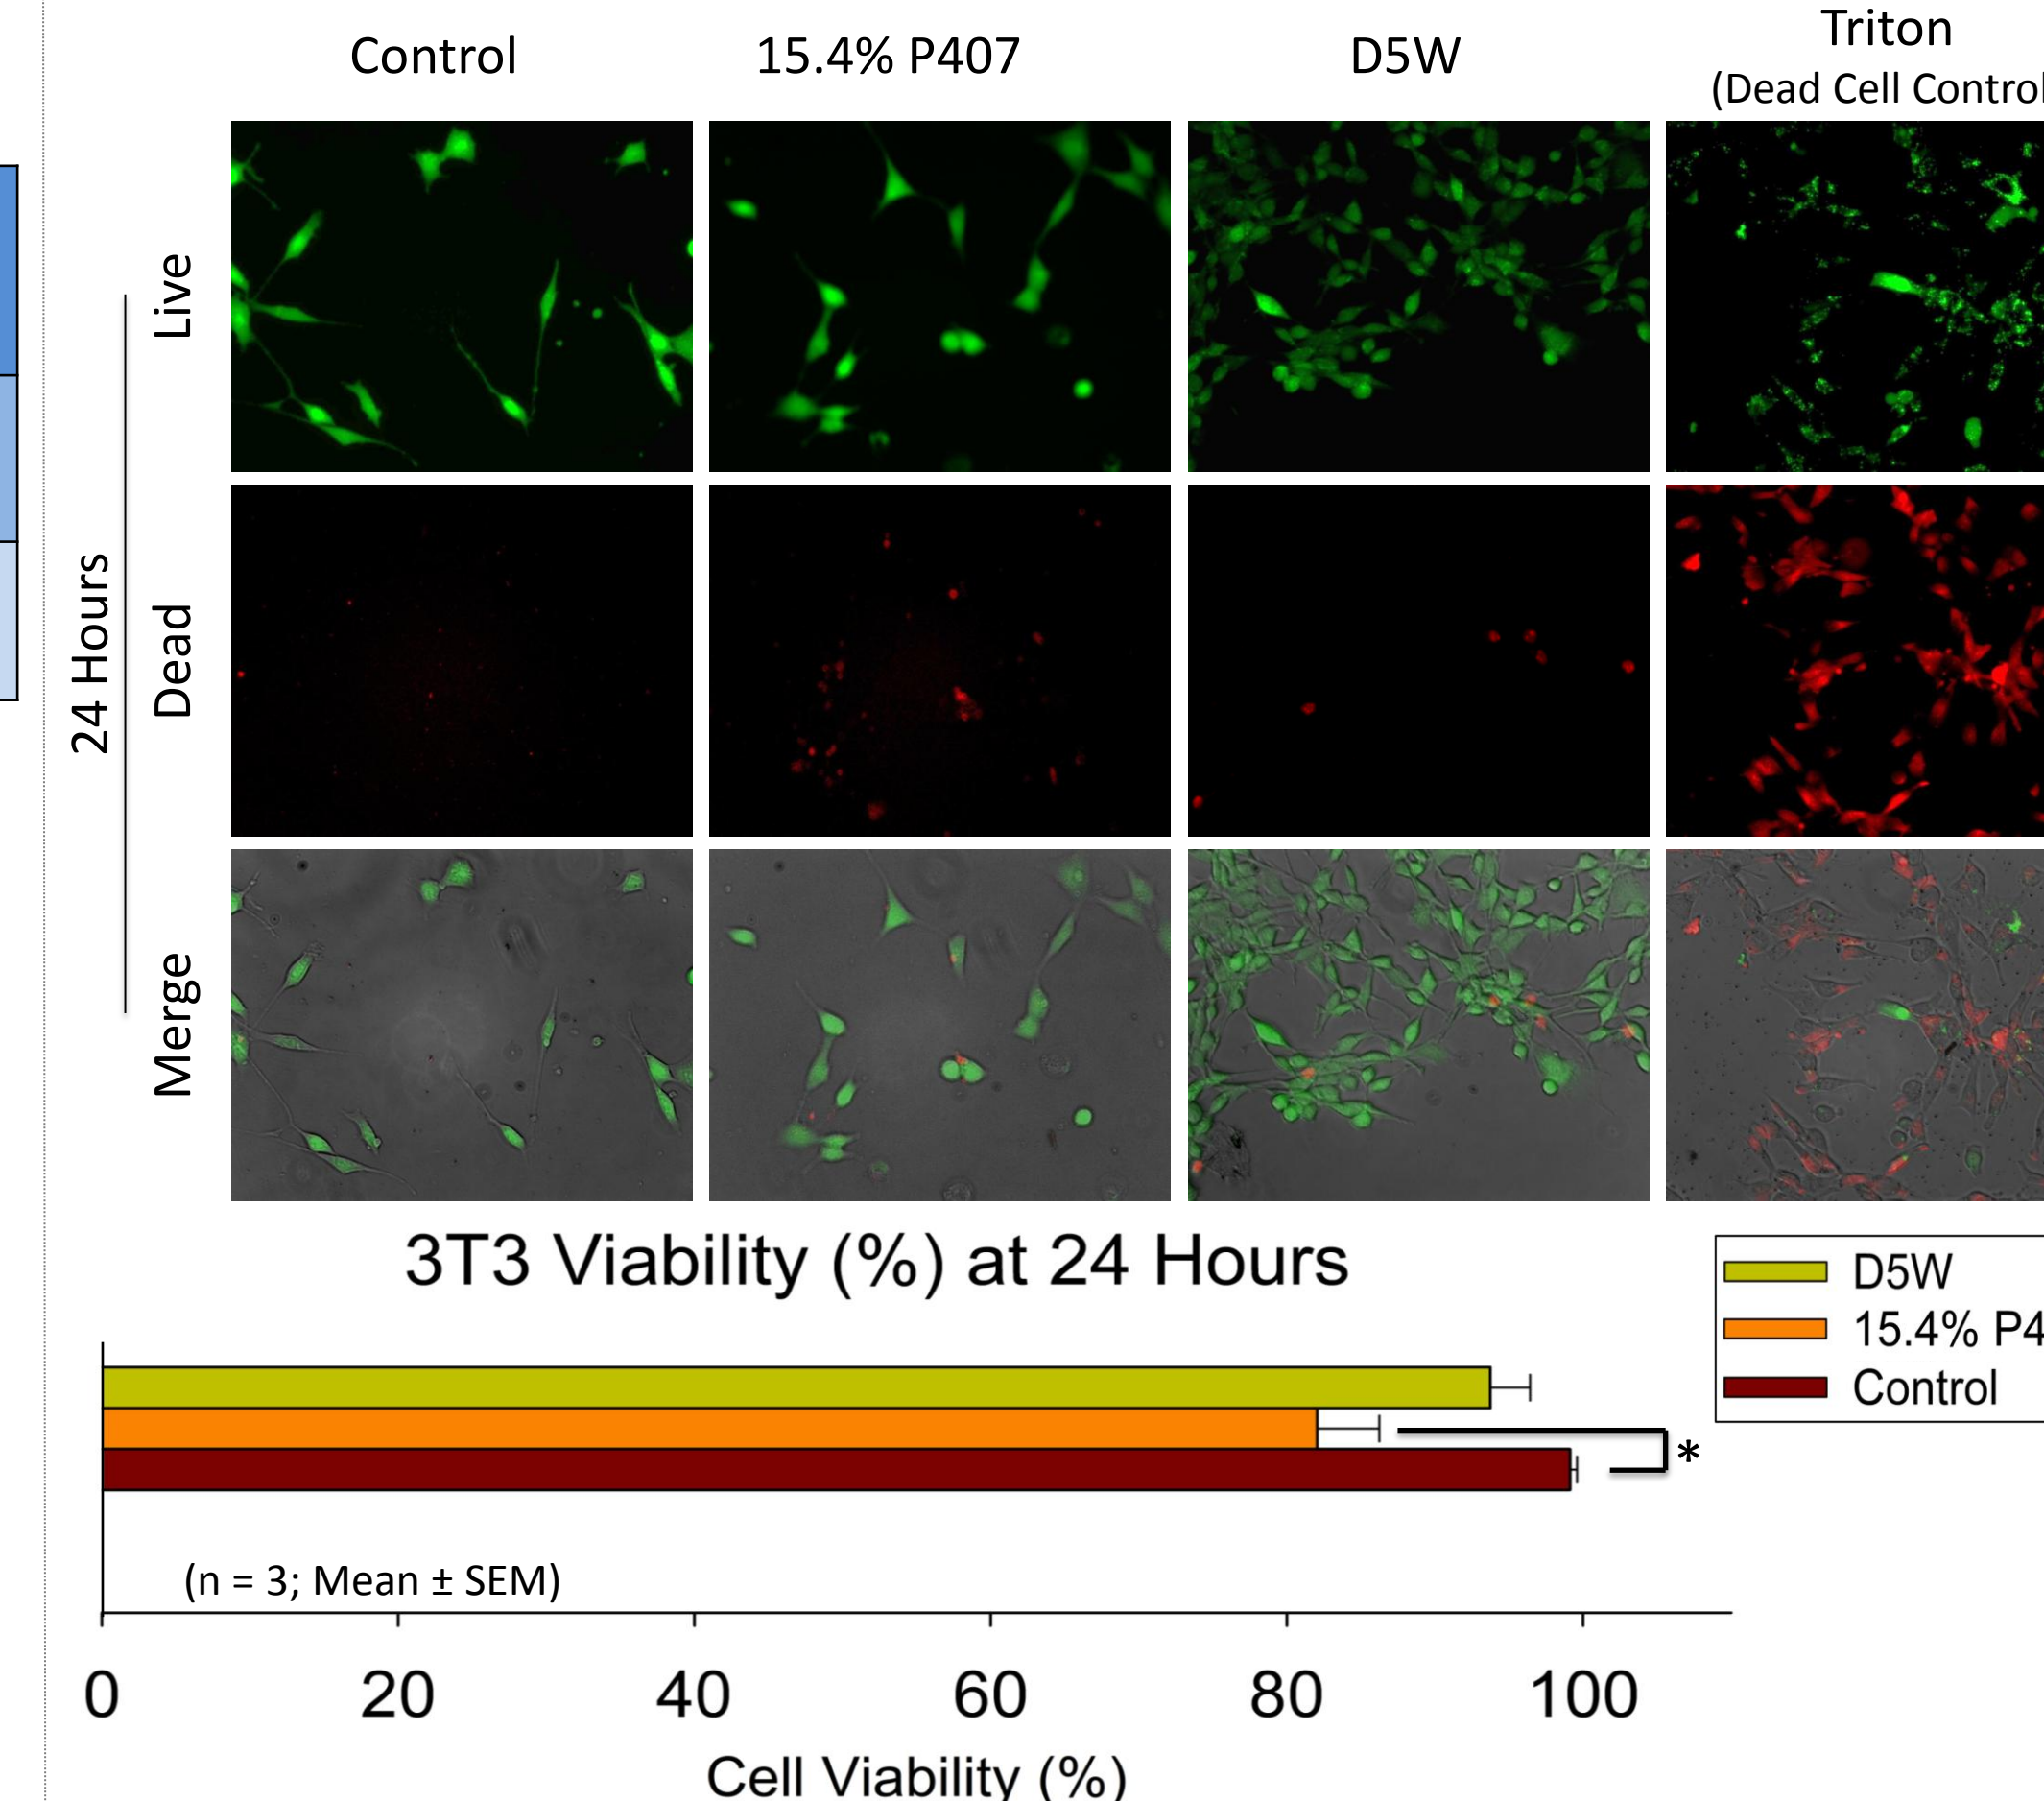 Control
15.4% P407
D5W
Triton
(Dead Cell Control
24 Hours
Live
Dead
Merge
3T3 Viability (%) at 24 Hours
D5W
15.4% P4
Control
*
(n = 3; Mean ± SEM)
0 20 40 60 80 100
Cell Viability (%)